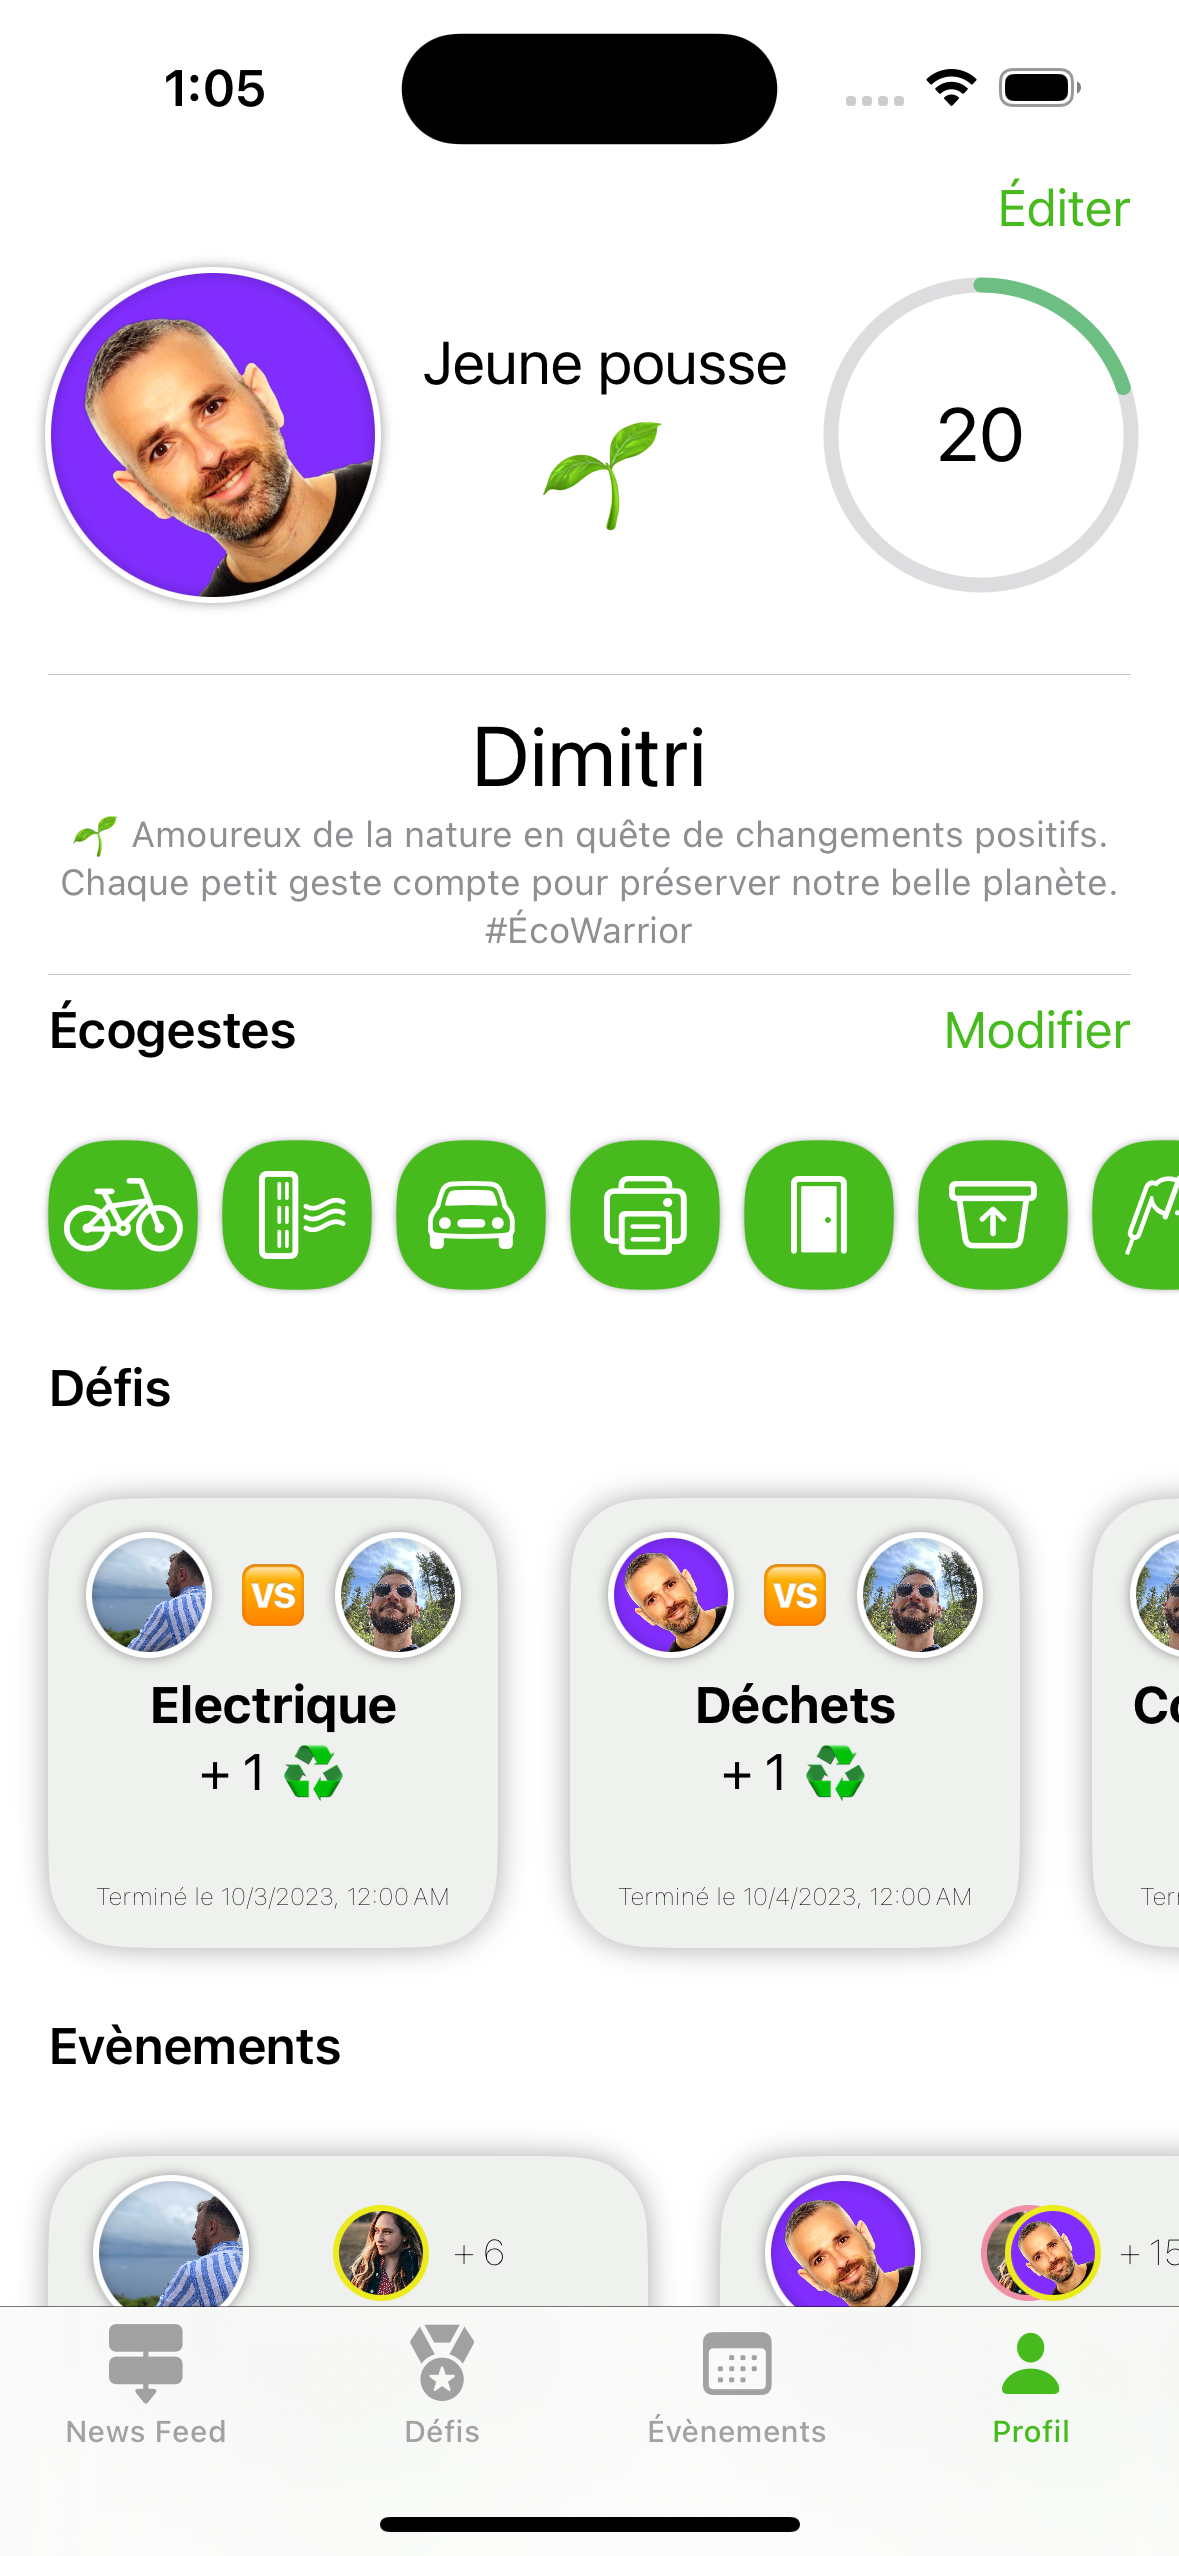 1:05
Éditer
Jeune pousse
20
Dimitri
🌱 Amoureux de la nature en quête de changements positifs.
Chaque petit geste compte pour préserver notre belle planète.
#ÉcoWarrior
Écogestes
Modifier
Défis
VS
VS
Electrique
Déchets
+ 1 ♻️
+ 1 ♻️
Terminé le 10/3/2023, 12:00 AM
Terminé le 10/4/2023, 12:00 AM
Evènements
+ 6
+ 15
News Feed
Défis
Évènements
Profil